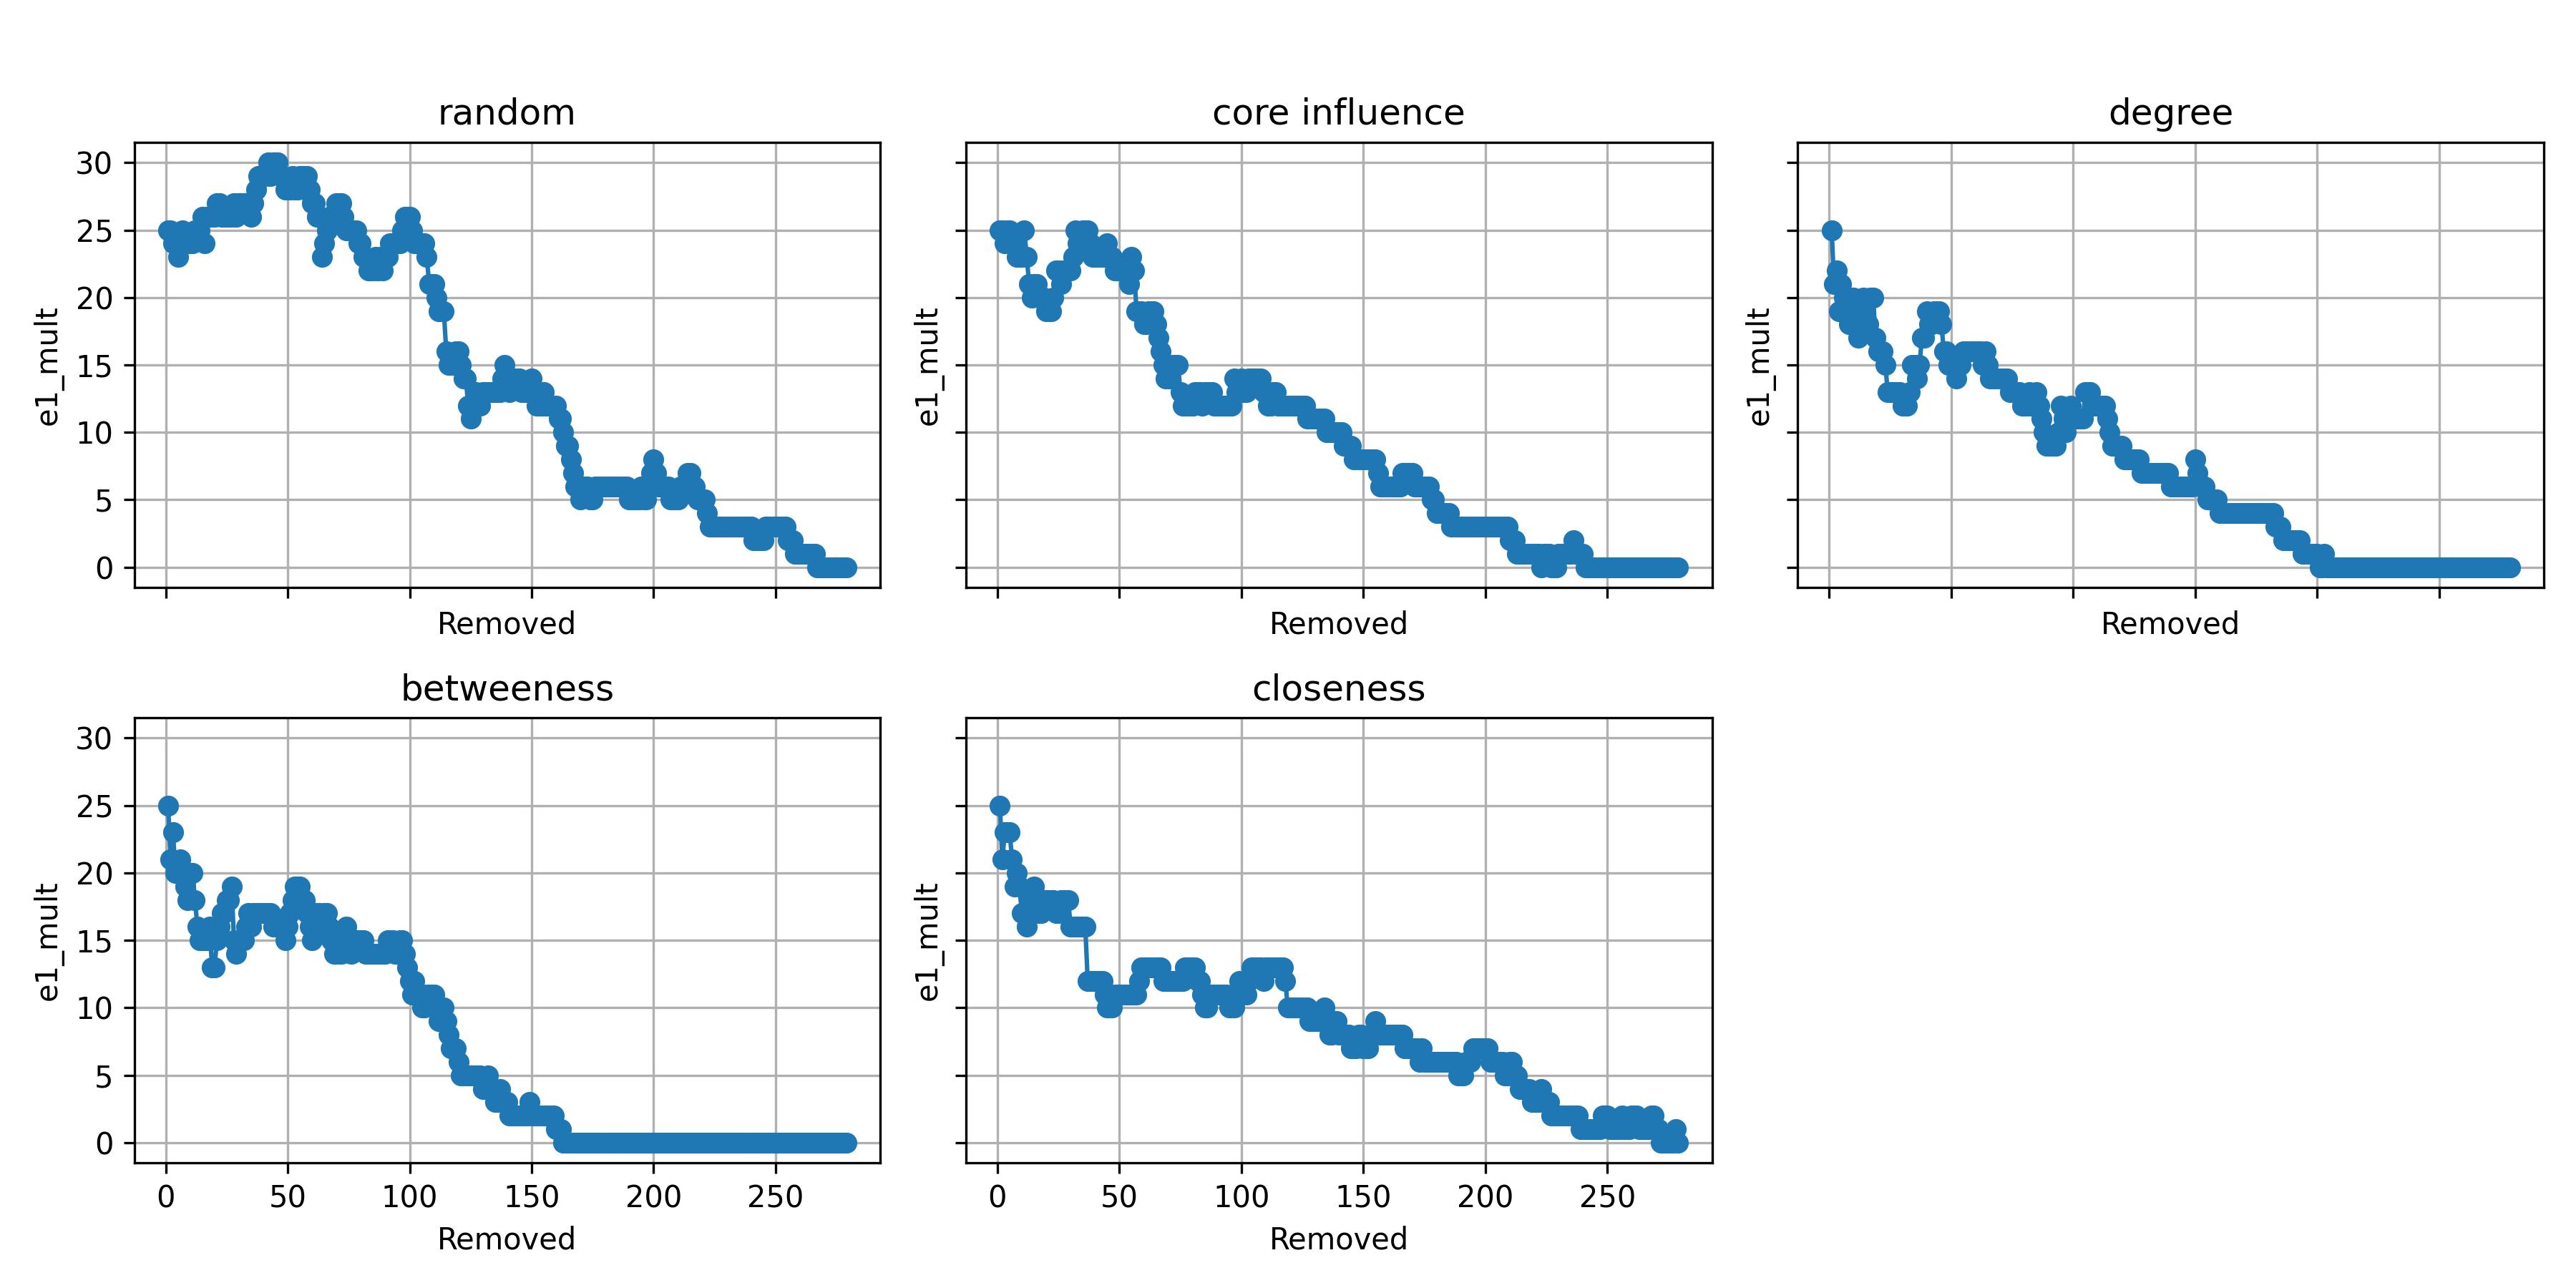 random
core influence
degree
30
25
20
15
10
5
0
e1_mult
e1_mult
e1_mult
Removed
Removed
Removed
betweeness
closeness
30
25
20
15
10
5
0
e1_mult
e1_mult
0 50 100 150 200 250
0 50 100 150 200 250
Removed
Removed